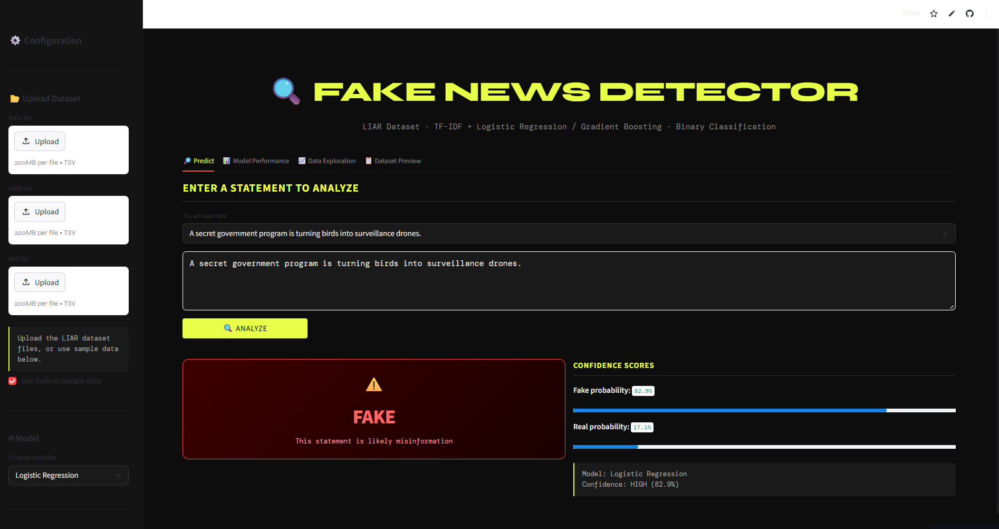 Share
Configuration
Upload Dataset
train.tsv
Upload
200MB per file • TSV
valid.tsv
Upload
200MB per file • TSV
test.tsv
Upload
200MB per file • TSV
Upload the LIAR dataset
files, or use sample data
below.
Use built-in sample data
Model
Choose classifier
Logistic Regression
FAKE NEWS DETECTOR
LIAR Dataset · TF-IDF + Logistic Regression / Gradient Boosting · Binary Classification
Predict
Model Performance
Data Exploration
Dataset Preview
ENTER A STATEMENT TO ANALYZE
Try an example
A secret government program is turning birds into surveillance drones.
A secret government program is turning birds into surveillance drones.
ANALYZE
FAKE
This statement is likely misinformation
CONFIDENCE SCORES
Fake probability: 82.9%
Real probability: 17.1%
Model: Logistic Regression
Confidence: HIGH (82.9%)